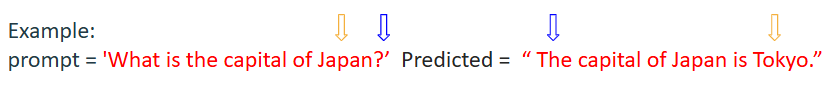 Example:
prompt = 'What is the capital of Japan?’ Predicted = “ The capital of Japan is Tokyo.”